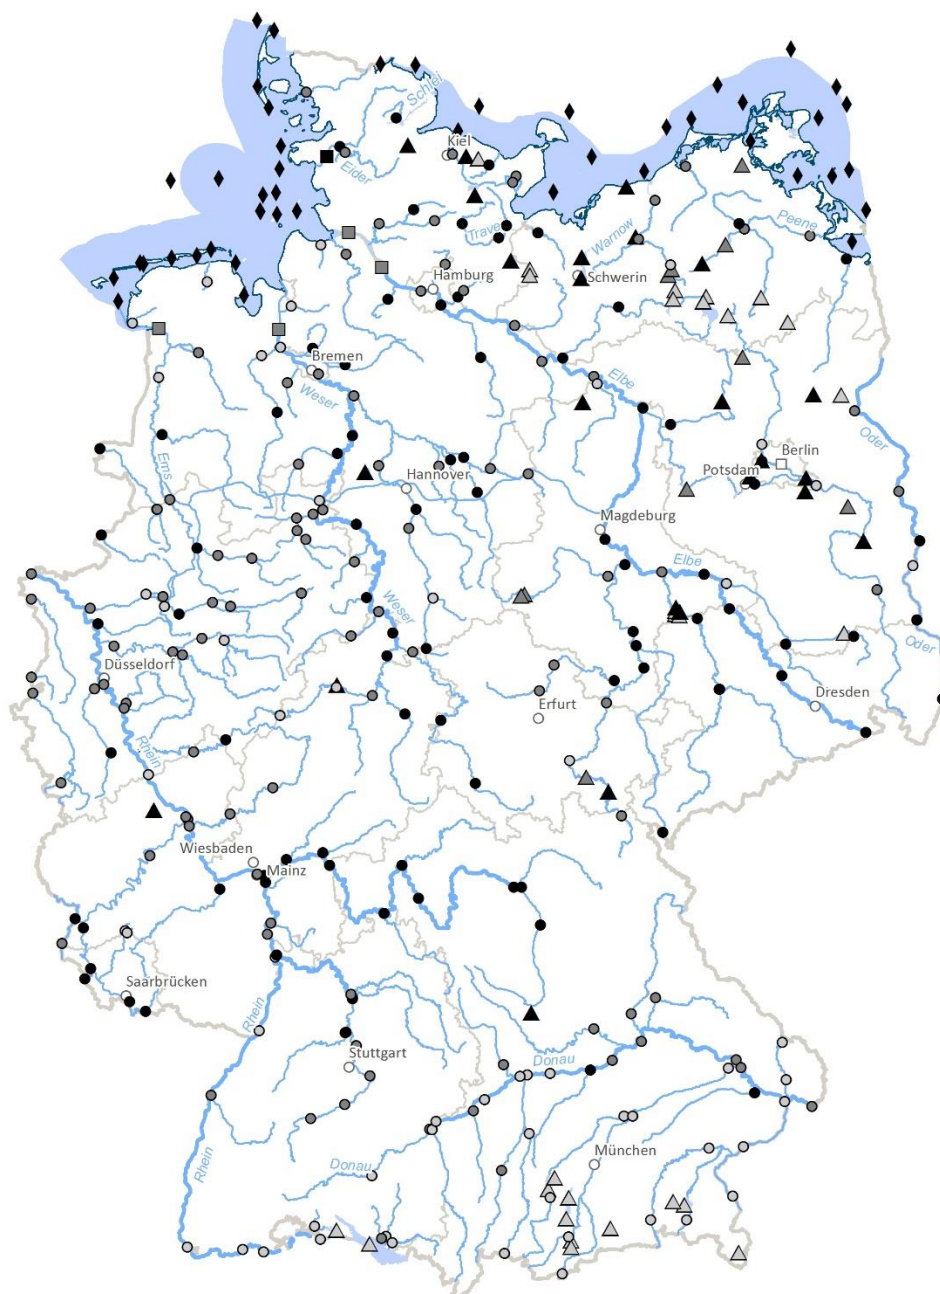 Schlei
Kiel
Eider
Trave
Warnow
Peene
Hamburg
Schwerin
Bremen
Weser
Elbe
Oder
Ems
Hannover
Berlin
Potsdam
Magdeburg
Elbe
Weser
Oder
Düsseldorf
Erfurt
Dresden
Rhein
Wiesbaden
Mainz
Saarbrücken
Rhein
Stuttgart
Donau
Rhein
Donau
München